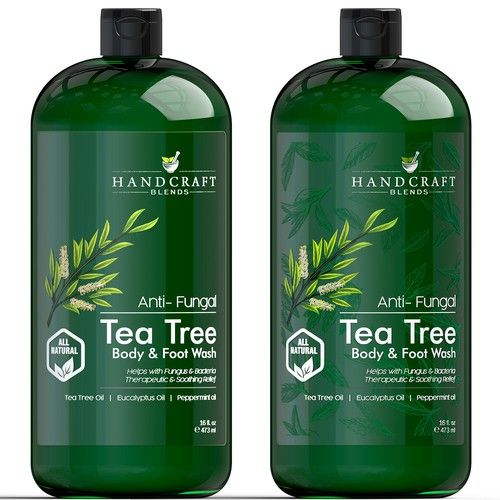 HANDCRAFT
BLENDS
Anti- Fungal
ALL
NATURAL
Tea Tree
Body & Foot Wash
Helps with Fungus & Bacteria
Therapeutic & Soothing Relief
Tea Tree Oil | Eucalyptus Oil | Peppermint oil
16 fl. oz
℮ 473 ml
HANDCRAFT
BLENDS
Anti- Fungal
ALL
NATURAL
Tea Tree
Body & Foot Wash
Helps with Fungus & Bacteria
Therapeutic & Soothing Relief
Tea Tree Oil | Eucalyptus Oil | Peppermint oil
16 fl. oz
℮ 473 ml